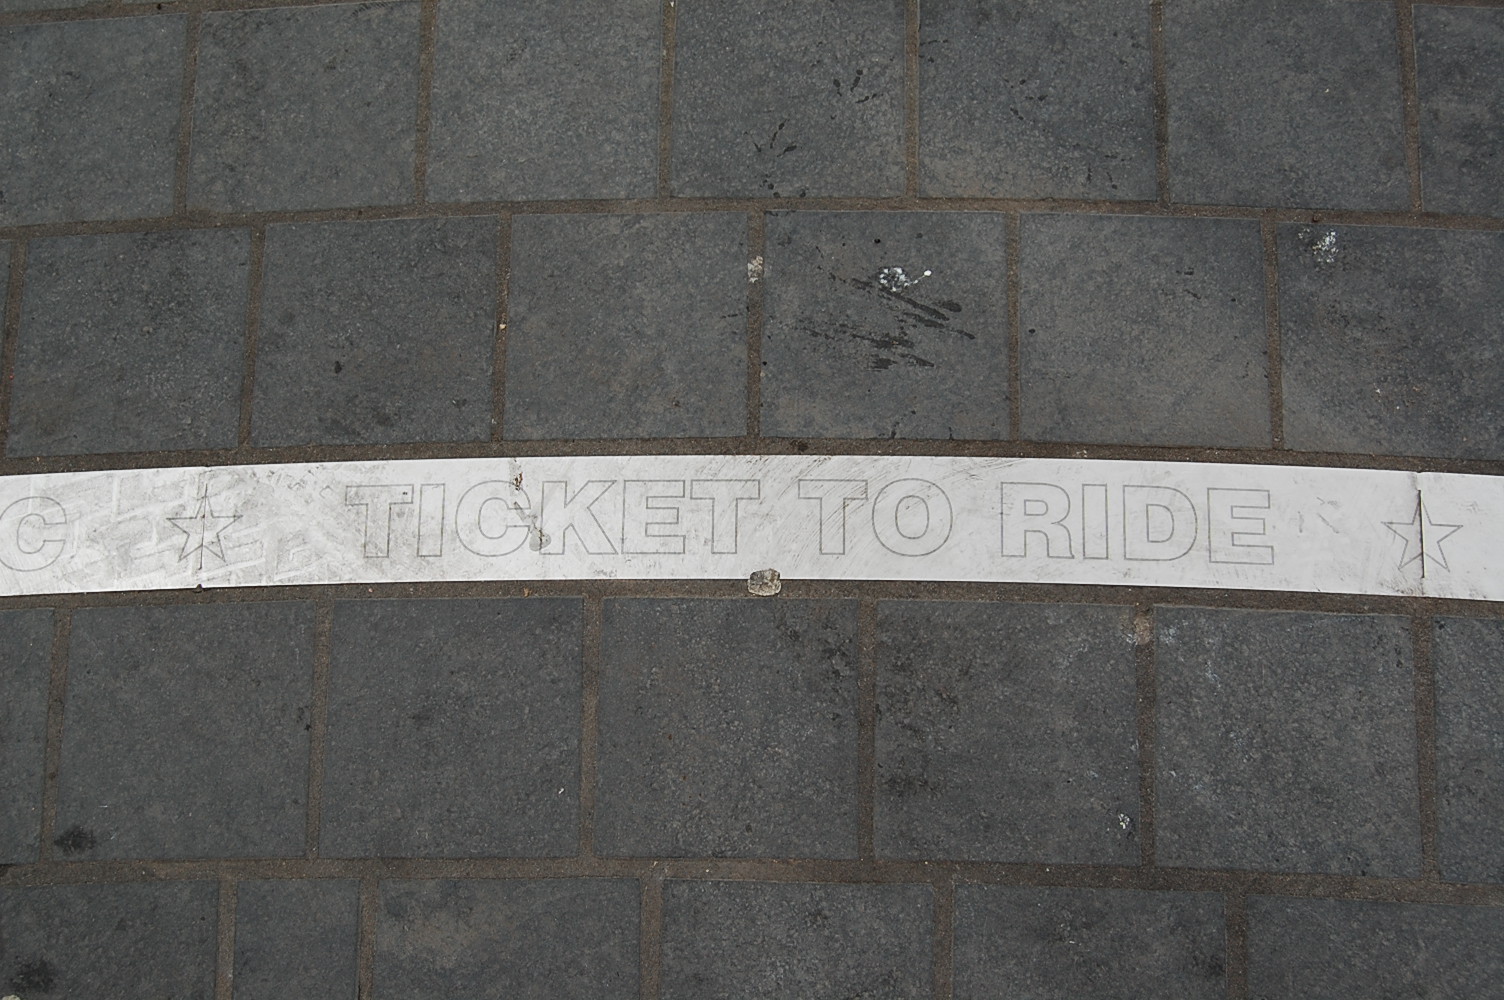 C ☆ TICKET TO RIDE ☆